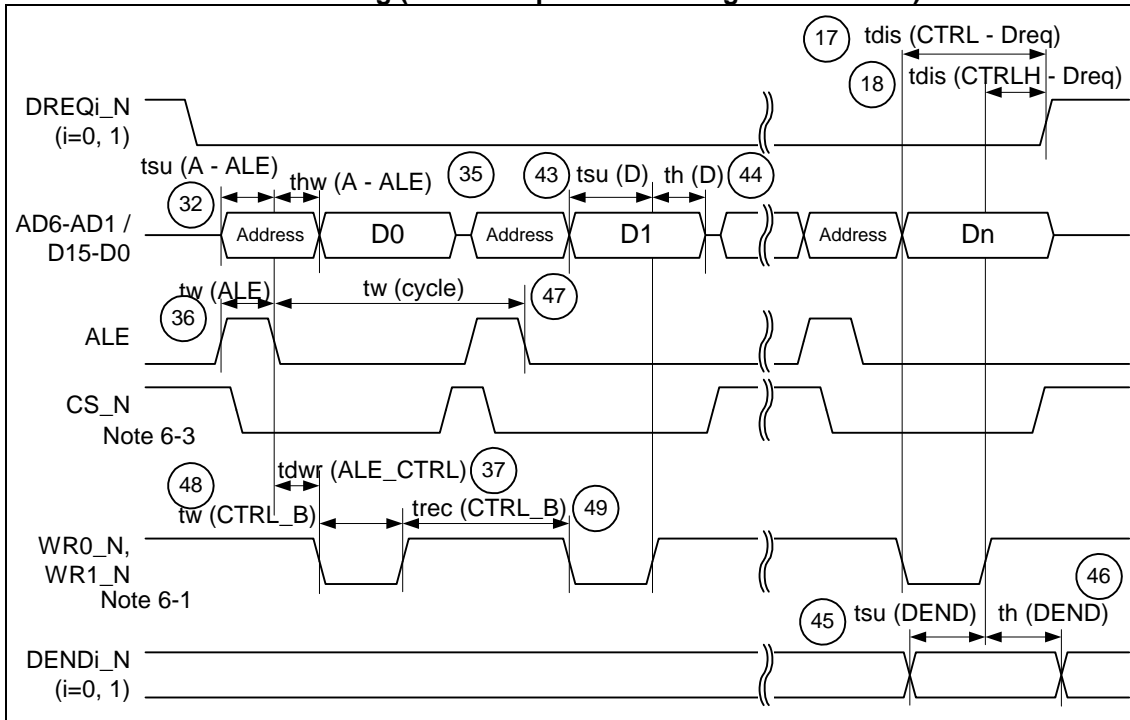 17 tdis (CTRL - Dreq)
18 tdis (CTRLH - Dreq)
DREQi_N
(i=0, 1)
tsu (A - ALE)
thw (A - ALE) 35 43 tsu (D) th (D) 44
32
AD6-AD1 /
D15-D0
Address D0 Address D1 Address Dn
tw (ALE) tw (cycle) 47
36
ALE
CS_N
Note 6-3
tdwr (ALE_CTRL) 37
48
tw (CTRL_B) trec (CTRL_B) 49
WR0_N,
WR1_N
Note 6-1
46
45 tsu (DEND) th (DEND)
DENDi_N
(i=0, 1)